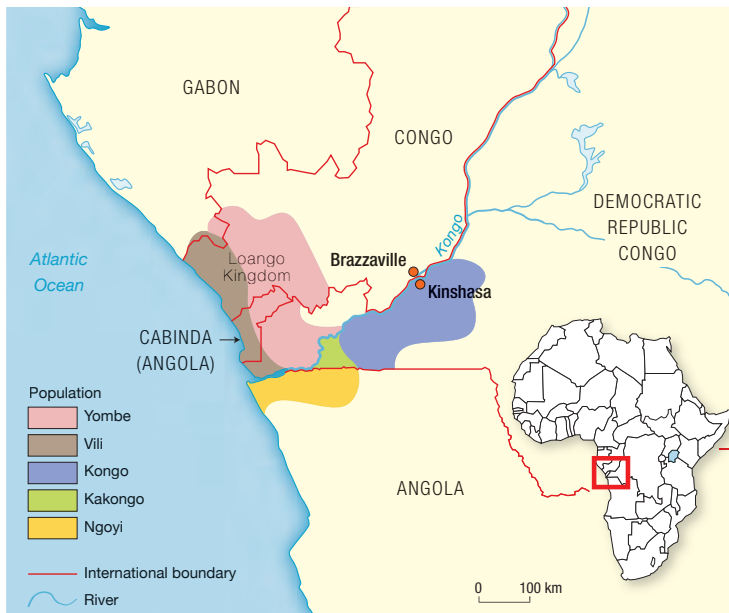 GABON
CONGO
DEMOCRATIC
REPUBLIC
CONGO
Kongo
Atlantic
Ocean
Loango
Kingdom
Brazzaville
Kinshasa
CABINDA
(ANGOLA)
Population
Yombe
Vili
Kongo
Kakongo
Ngoyi
ANGOLA
International boundary
River
0 100 km